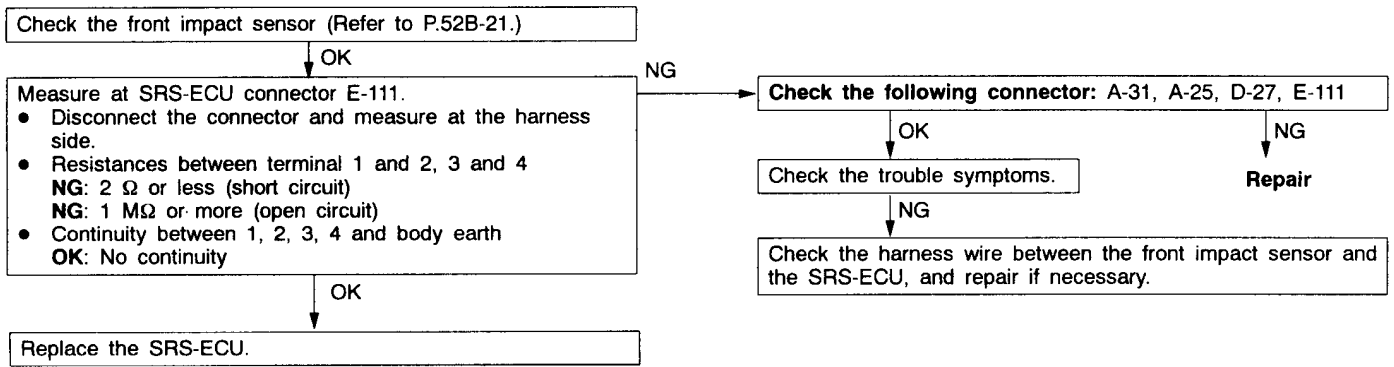 Check the front impact sensor (Refer to P.52B-21.)
OK
Measure at SRS-ECU connector E-111.
● Disconnect the connector and measure at the harness
side.
● Resistances between terminal 1 and 2, 3 and 4
NG: 2 Ω or less (short circuit)
NG: 1 MΩ or more (open circuit)
● Continuity between 1, 2, 3, 4 and body earth
OK: No continuity
OK
Replace the SRS-ECU.
NG
Check the following connector: A-31, A-25, D-27, E-111
OK
NG
Check the trouble symptoms.
Repair
NG
Check the harness wire between the front impact sensor and
the SRS-ECU, and repair if necessary.